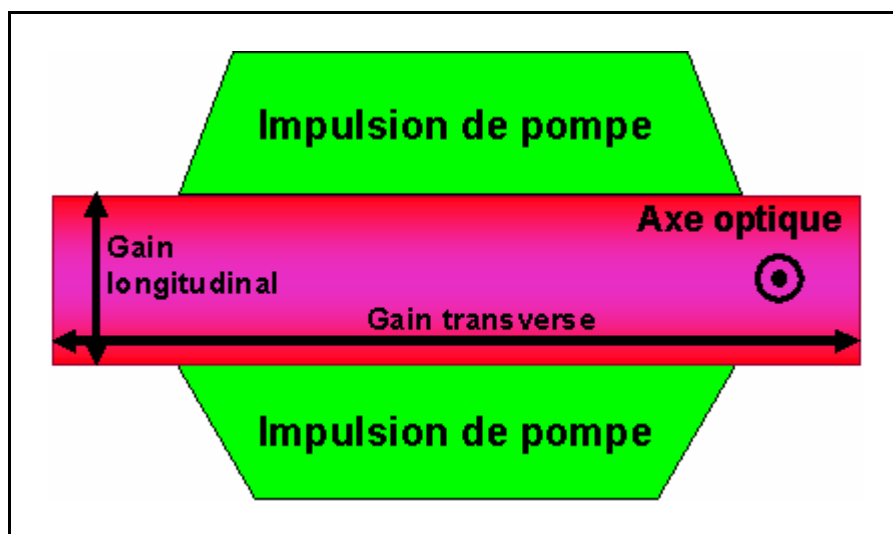 Impulsion de pompe
Axe optique
Gain
longitudinal
Gain transverse
Impulsion de pompe